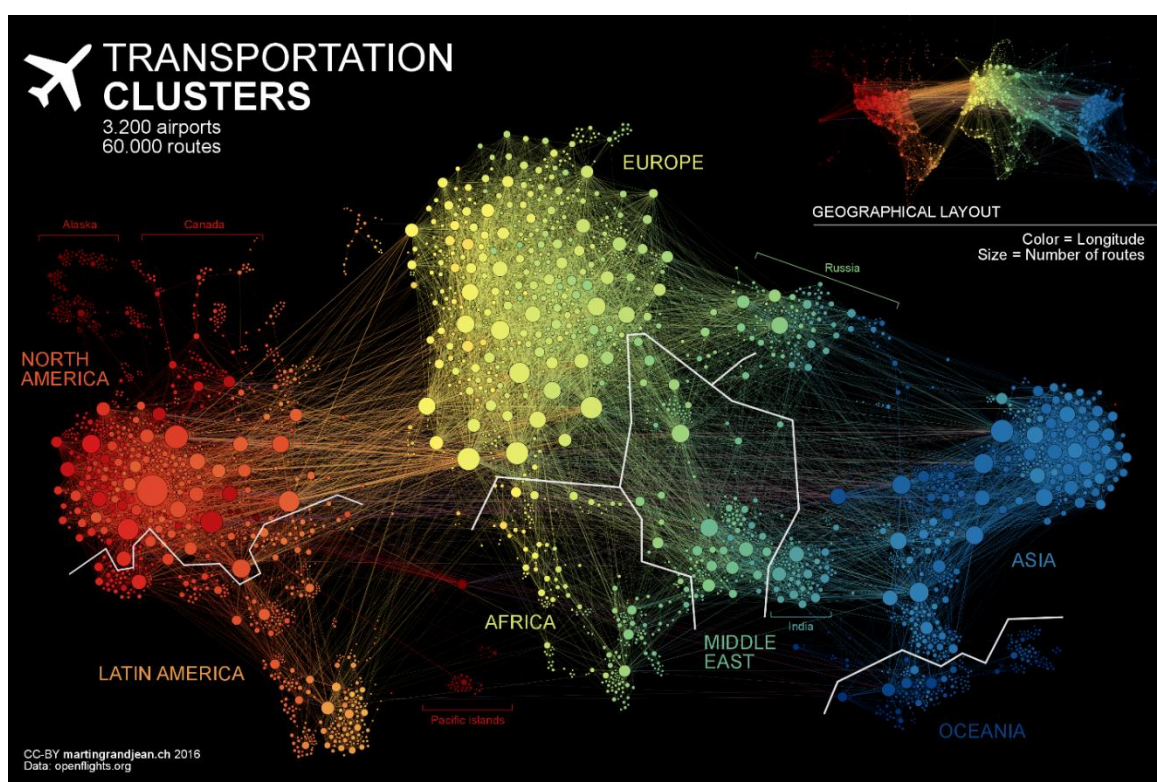 TRANSPORTATION
CLUSTERS
3.200 airports
60.000 routes
EUROPE
GEOGRAPHICAL LAYOUT
Color = Longitude
Size = Number of routes
Alaska
Canada
Russia
NORTH
AMERICA
ASIA
AFRICA
India
MIDDLE
EAST
LATIN AMERICA
Pacific islands
OCEANIA
CC-BY martingrandjean.ch 2016
Data: openflights.org